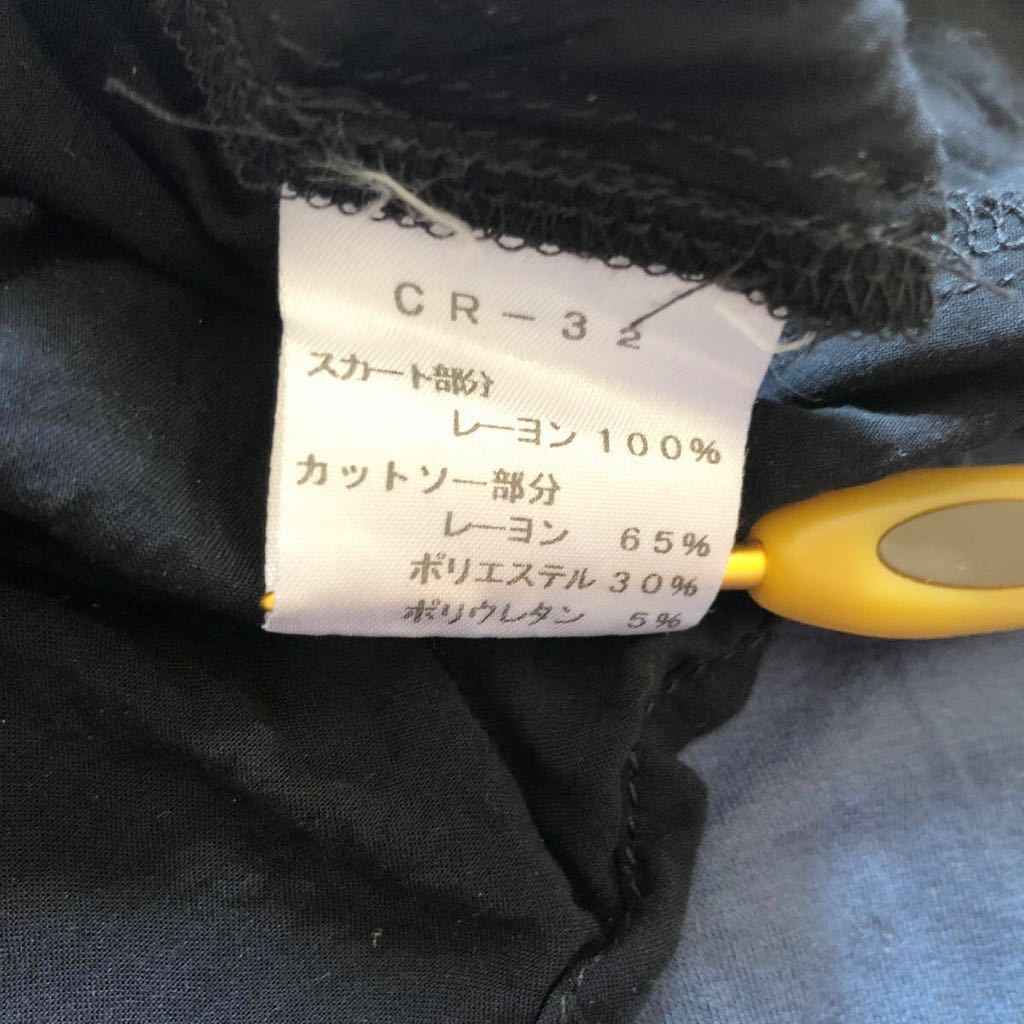 CR-32
スカート部分
レーヨン 100%
カットソー部分
レーヨン 65%
ポリエステル 30%
ポリウレタン 5%